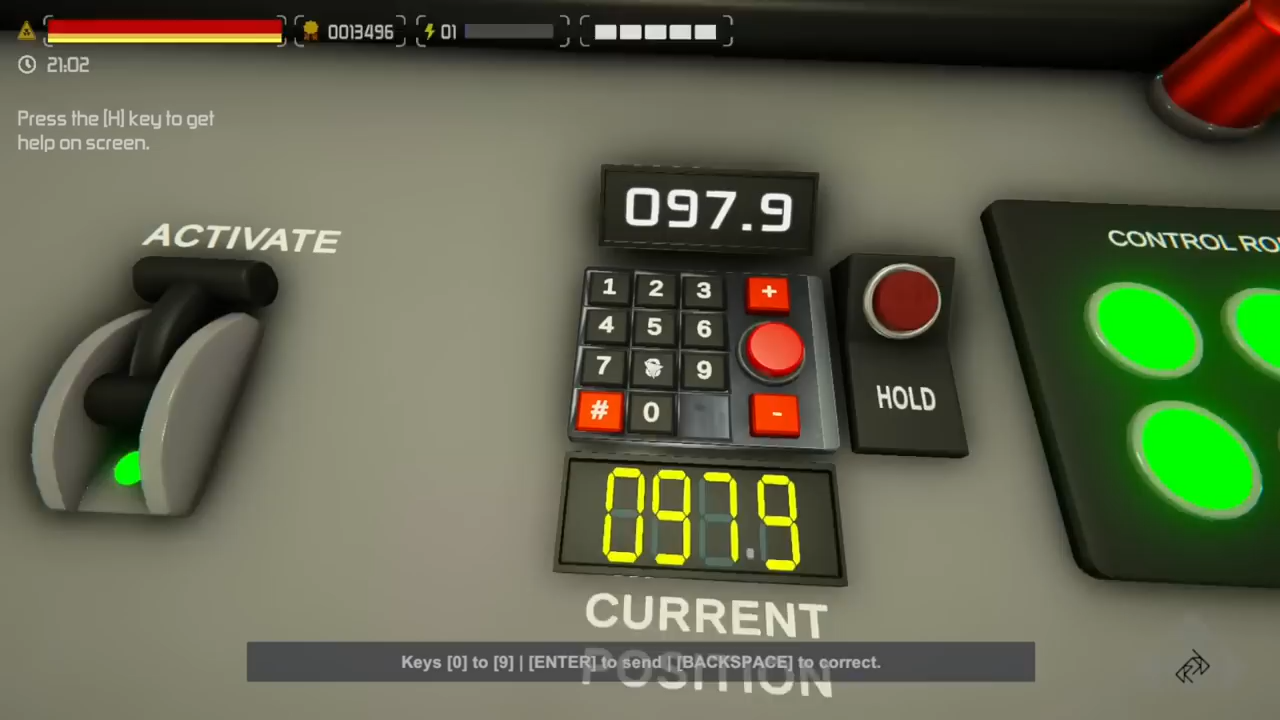 0013496
01
21:02
Press the [H] key to get
help on screen.
ACTIVATE
097.9
1 2 3 +
4 5 6
7 9
# 0 -
HOLD
CONTROL RO
097.9
CURRENT
POSITION
Keys [0] to [9] | [ENTER] to send | [BACKSPACE] to correct.